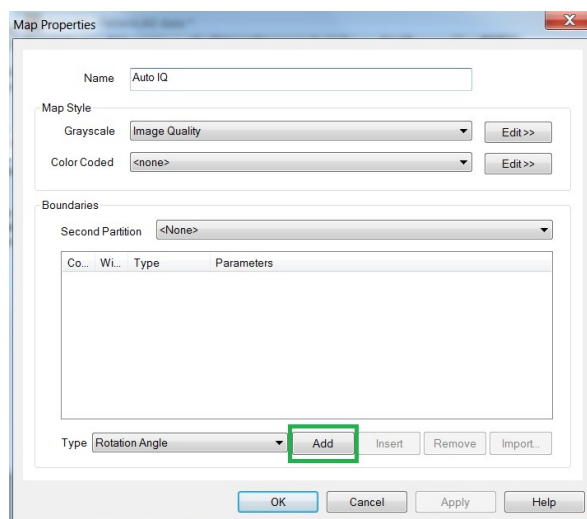 Map Properties
X
Name Auto IQ
Map Style
Grayscale Image Quality Edit>>
Color Coded <none> Edit>>
Boundaries
Second Partition <None>
Co... Wi... Type Parameters
Type Rotation Angle Add Insert Remove Import...
OK Cancel Apply Help